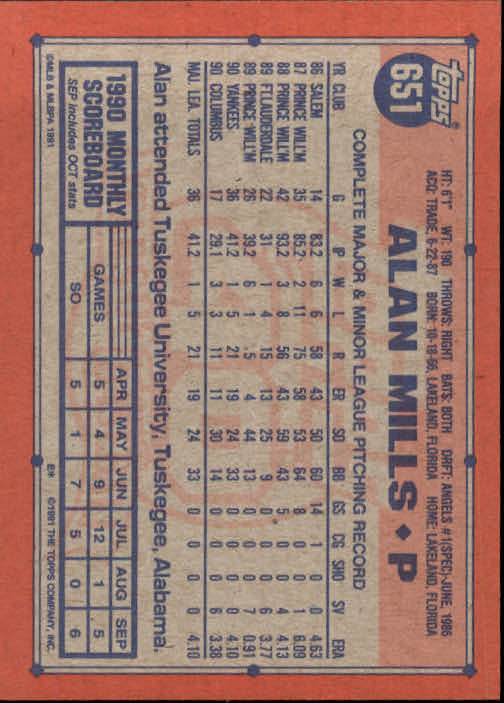 topps®
651
ALAN MILLS ♦ P
HT: 6'1" WT: 190 THROWS: RIGHT BATS: BOTH DRFT: ANGELS #1(SPEC)-JUNE, 1986
ACQ: TRADE, 6-22-87 BORN: 10-18-66, LAKELAND, FLORIDA HOME: LAKELAND, FLORIDA
COMPLETE MAJOR & MINOR LEAGUE PITCHING RECORD
YR CLUB G IP W L R ER SO BB GS CG SHO SV ERA
86 SALEM 14 83.2 6 6 58 43 50 60 14 1 0 0 4.63
87 PRINCE WILL'M 35 85.2 2 11 75 58 53 64 8 0 0 1 6.09
88 PRINCE WILL'M 42 93.2 3 8 56 43 59 43 5 0 0 4 4.13
89 FT.LAUDERDALE 22 31 1 4 15 13 25 9 0 0 0 6 3.77
89 PRINCE WILL'M 26 39.2 6 1 5 4 44 13 0 0 0 7 0.91
90 YANKEES 36 41.2 1 5 21 19 24 33 0 0 0 0 4.10
90 COLUMBUS 17 29.1 3 3 11 11 30 14 0 0 0 6 3.38
MAJ. LEA. TOTALS 36 41.2 1 5 21 19 24 33 0 0 0 0 4.10
Alan attended Tuskegee University, Tuskegee, Alabama.
1990 MONTHLY
SCOREBOARD
SEP includes OCT stats
APR MAY JUN JUL AUG SEP
GAMES 5 4 9 12 1 5
SO 5 1 7 5 0 6
©MLB & MLBPA 1991
E* ©1991 THE TOPPS COMPANY, INC.